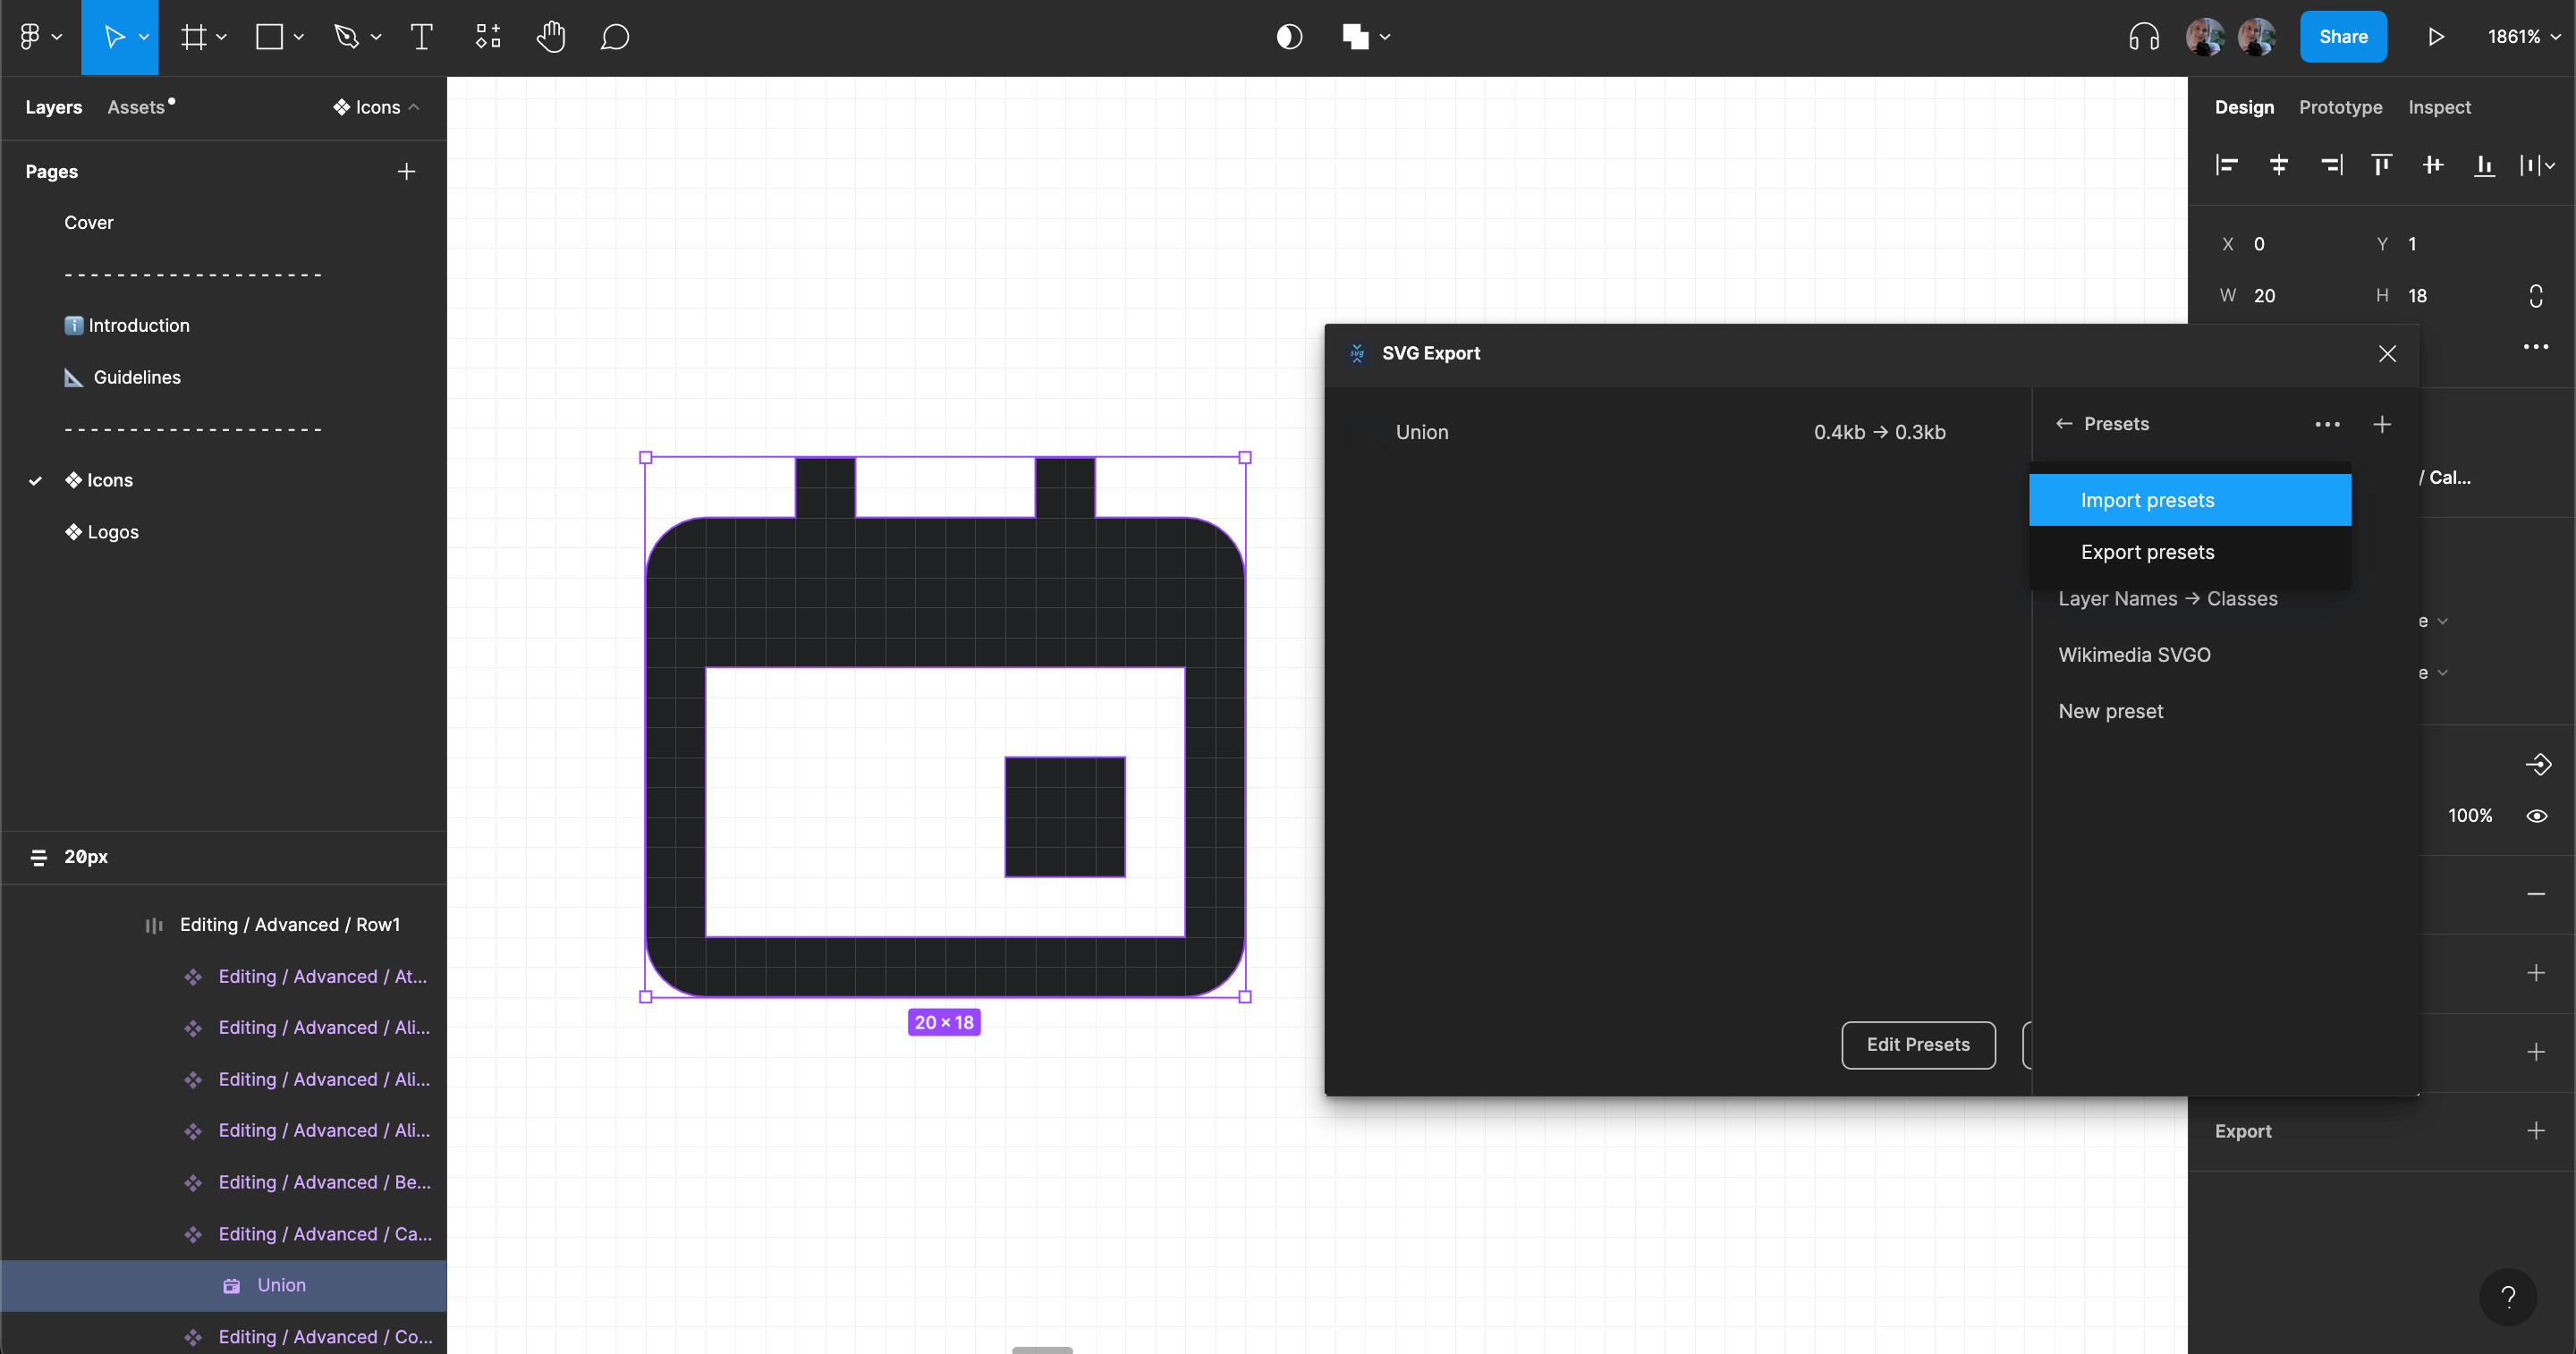 Share
1861%
Layers
Assets
Icons
Pages
Cover
- - - - - - - - - - - - - - - - - - - -
Introduction
Guidelines
- - - - - - - - - - - - - - - - - - - -
Icons
Logos
20px
Editing / Advanced / Row1
Editing / Advanced / At...
Editing / Advanced / Ali...
Editing / Advanced / Ali...
Editing / Advanced / Ali...
Editing / Advanced / Be...
Editing / Advanced / Ca...
Union
Editing / Advanced / Co...
20 × 18
svg
SVG Export
Union
0.4kb → 0.3kb
Edit Presets
Presets
Import presets
Export presets
Layer Names → Classes
Wikimedia SVGO
New preset
Design
Prototype
Inspect
X 0
Y 1
W 20
H 18
/ Cal...
e
e
100%
Export
?